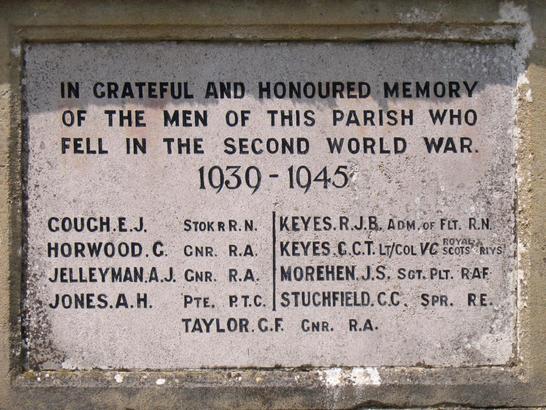 IN GRATEFUL AND HONOURED MEMORY
OF THE MEN OF THIS PARISH WHO
FELL IN THE SECOND WORLD WAR.
1939-1945
GOUGH.E.J. STOKR R.N.
HORWOOD.G. GNR. R.A.
JELLEYMAN.A.J. GNR. R.A.
JONES.A.H. PTE. P.T.C.
KEYES.R.J.B. ADM. OF FLT. R.N.
KEYES.G.C.T. LT/COL VC ROYAL SCOTS GRYS
MOREHEN.J.S. SGT. PLT. RAF
STUCHFIELD.C.C. SPR. RE.
TAYLOR.G.F. GNR. R.A.